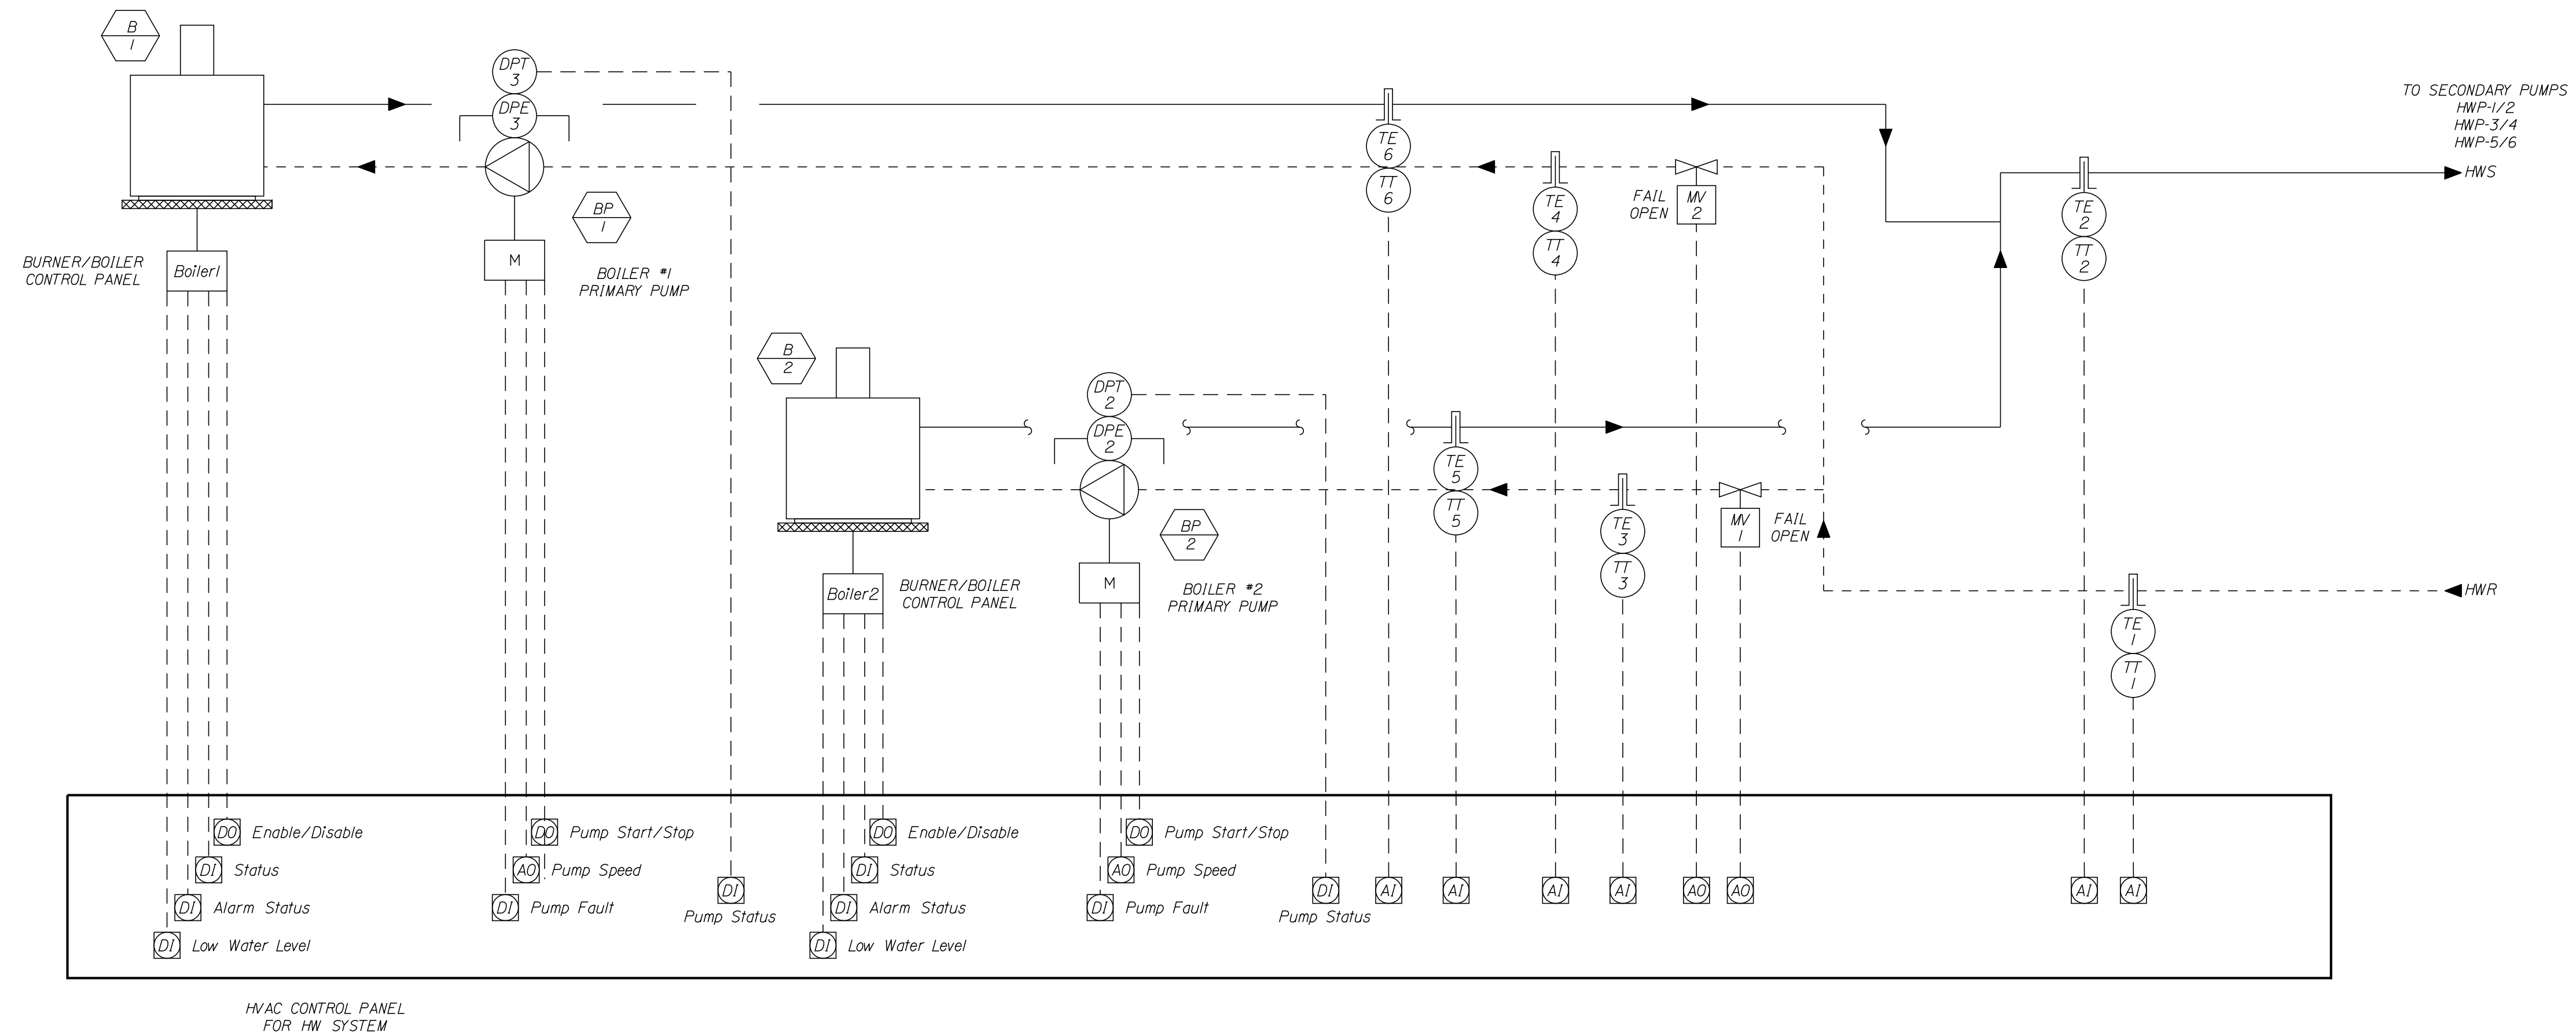 B
1
DPT
3
DPE
3
TO SECONDARY PUMPS
HWP-1/2
HWP-3/4
HWP-5/6
HWS
TE
6
TT
6
TE
4
TT
4
FAIL
OPEN
MV
2
TE
2
TT
2
BP
1
BURNER/BOILER
CONTROL PANEL
Boiler1
M
BOILER #1
PRIMARY PUMP
B
2
DPT
2
DPE
2
TE
5
TT
5
TE
3
TT
3
MV
1
FAIL
OPEN
BP
2
Boiler2
BURNER/BOILER
CONTROL PANEL
M
BOILER #2
PRIMARY PUMP
HWR
TE
1
TT
1
DO Enable/Disable
DI Status
DI Alarm Status
DI Low Water Level
DO Pump Start/Stop
AO Pump Speed
DI Pump Fault
DI
Pump Status
DO Enable/Disable
DI Status
DI Alarm Status
DI Low Water Level
DO Pump Start/Stop
AO Pump Speed
DI Pump Fault
DI
Pump Status
AI
AI
AI
AI
AO
AO
AI
AI
HVAC CONTROL PANEL
FOR HW SYSTEM